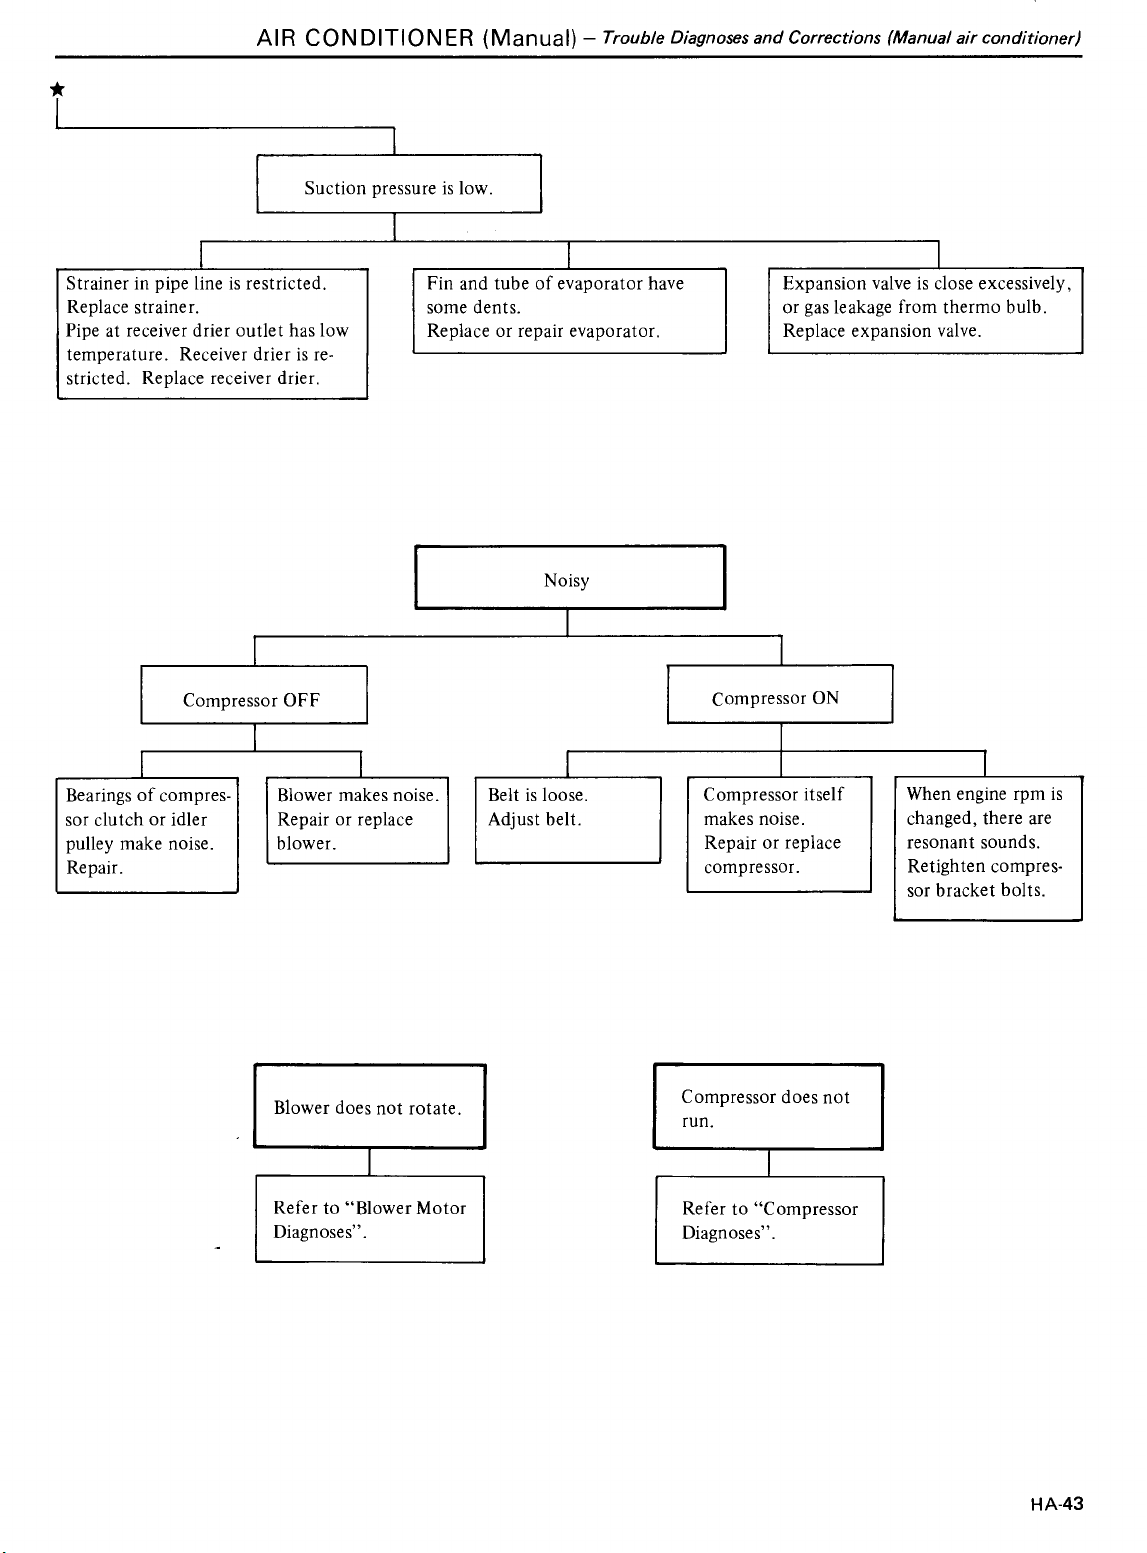 AIR CONDITIONER (Manual) – Trouble Diagnoses and Corrections (Manual air conditioner)
★
Suction pressure is low.
Strainer in pipe line is restricted.
Replace strainer.
Pipe at receiver drier outlet has low
temperature. Receiver drier is re-
stricted. Replace receiver drier.
Fin and tube of evaporator have
some dents.
Replace or repair evaporator.
Expansion valve is close excessively,
or gas leakage from thermo bulb.
Replace expansion valve.
Noisy
Compressor OFF
Compressor ON
Bearings of compres-
sor clutch or idler
pulley make noise.
Repair.
Blower makes noise.
Repair or replace
blower.
Belt is loose.
Adjust belt.
Compressor itself
makes noise.
Repair or replace
compressor.
When engine rpm is
changed, there are
resonant sounds.
Retighten compres-
sor bracket bolts.
Blower does not rotate.
Refer to “Blower Motor
Diagnoses”.
Compressor does not
run.
Refer to “Compressor
Diagnoses”.
HA-43